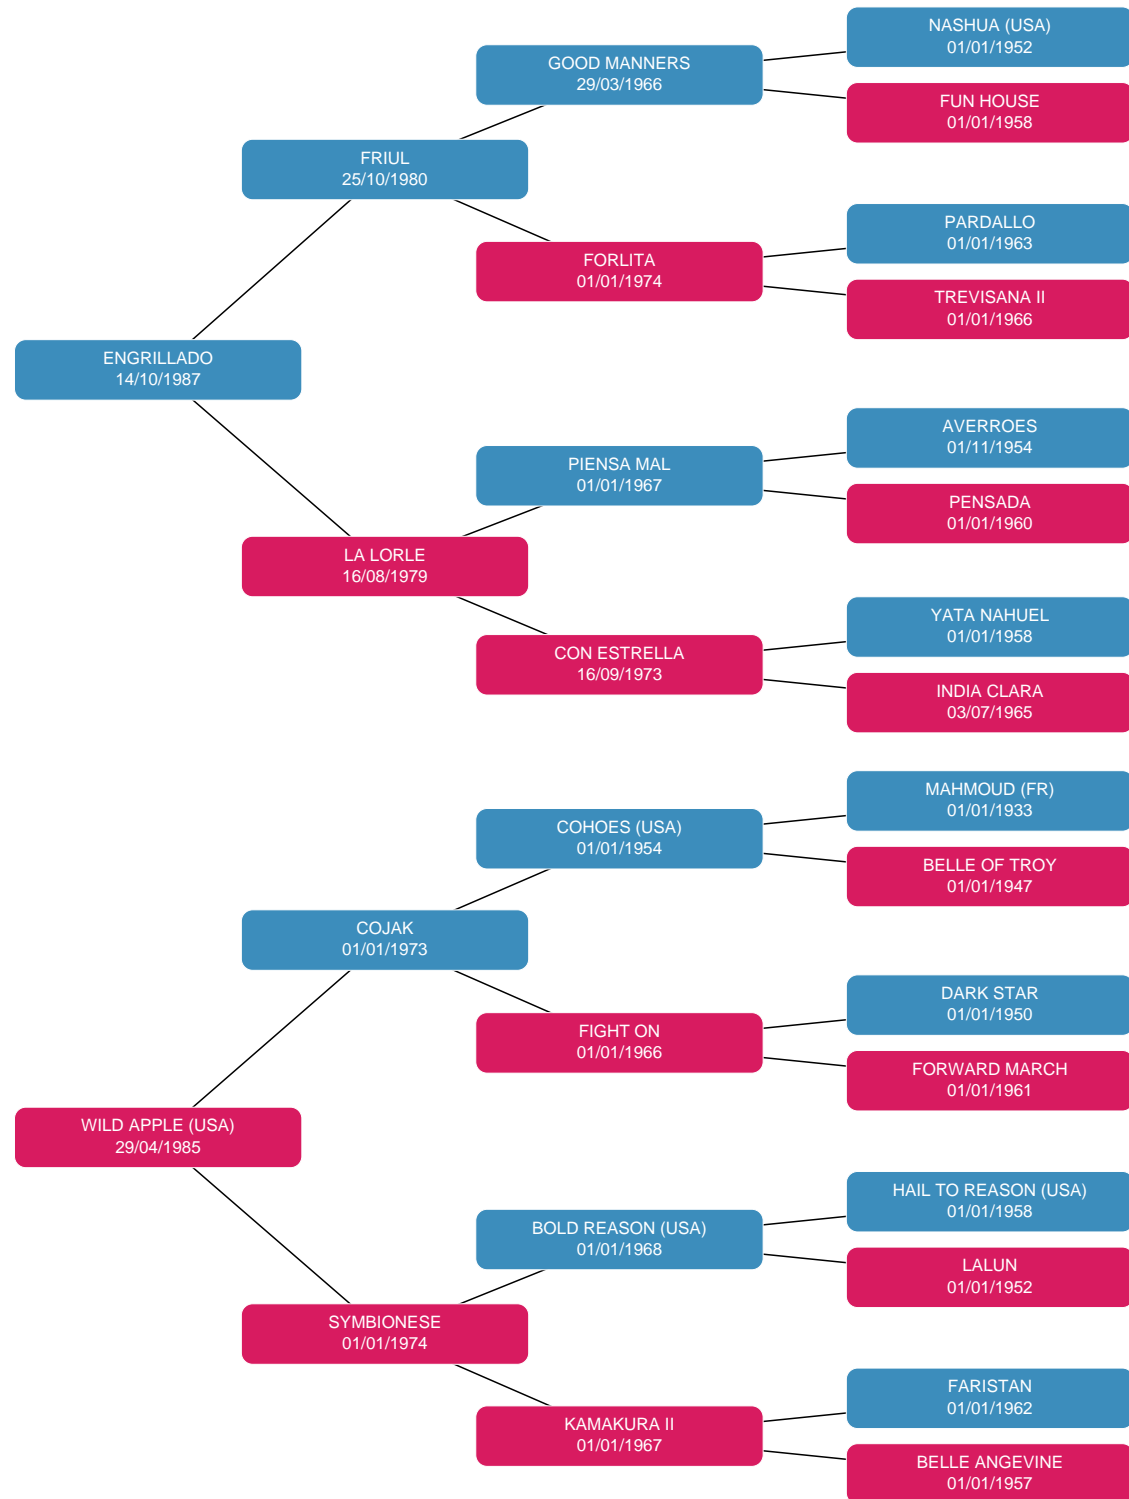 NASHUA (USA)
01/01/1952
GOOD MANNERS
29/03/1966
FUN HOUSE
01/01/1958
FRIUL
25/10/1980
PARDALLO
01/01/1963
FORLITA
01/01/1974
TREVISANA II
01/01/1966
ENGRILLADO
14/10/1987
AVERROES
01/11/1954
PIENSA MAL
01/01/1967
PENSADA
01/01/1960
LA LORLE
16/08/1979
YATA NAHUEL
01/01/1958
CON ESTRELLA
16/09/1973
INDIA CLARA
03/07/1965
MAHMOUD (FR)
01/01/1933
COHOES (USA)
01/01/1954
BELLE OF TROY
01/01/1947
COJAK
01/01/1973
DARK STAR
01/01/1950
FIGHT ON
01/01/1966
FORWARD MARCH
01/01/1961
WILD APPLE (USA)
29/04/1985
HAIL TO REASON (USA)
01/01/1958
BOLD REASON (USA)
01/01/1968
LALUN
01/01/1952
SYMBIONESE
01/01/1974
FARISTAN
01/01/1962
KAMAKURA II
01/01/1967
BELLE ANGEVINE
01/01/1957